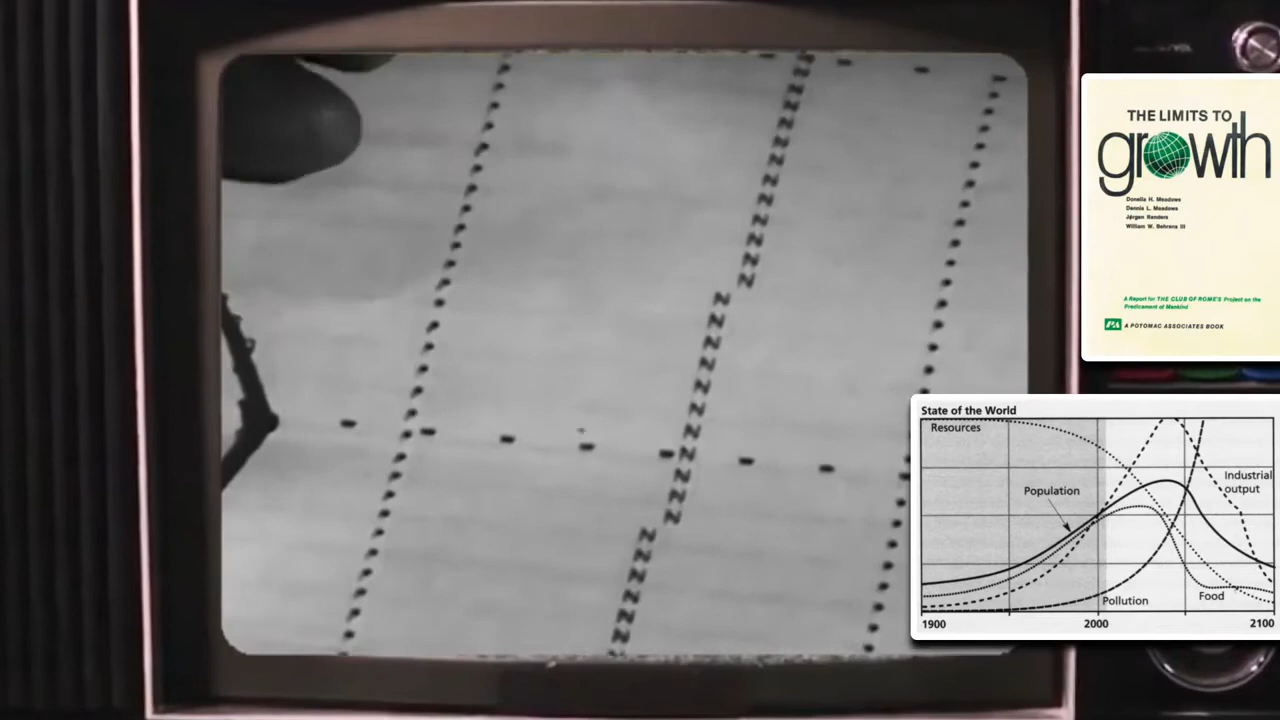 THE LIMITS TO
growth
Donella H. Meadows
Dennis L. Meadows
Jørgen Randers
William W. Behrens III
A Report for THE CLUB OF ROME'S Project on the
Predicament of Mankind
PA A POTOMAC ASSOCIATES BOOK
State of the World
Resources
Industrial
output
Population
Pollution
Food
1900
2000
2100